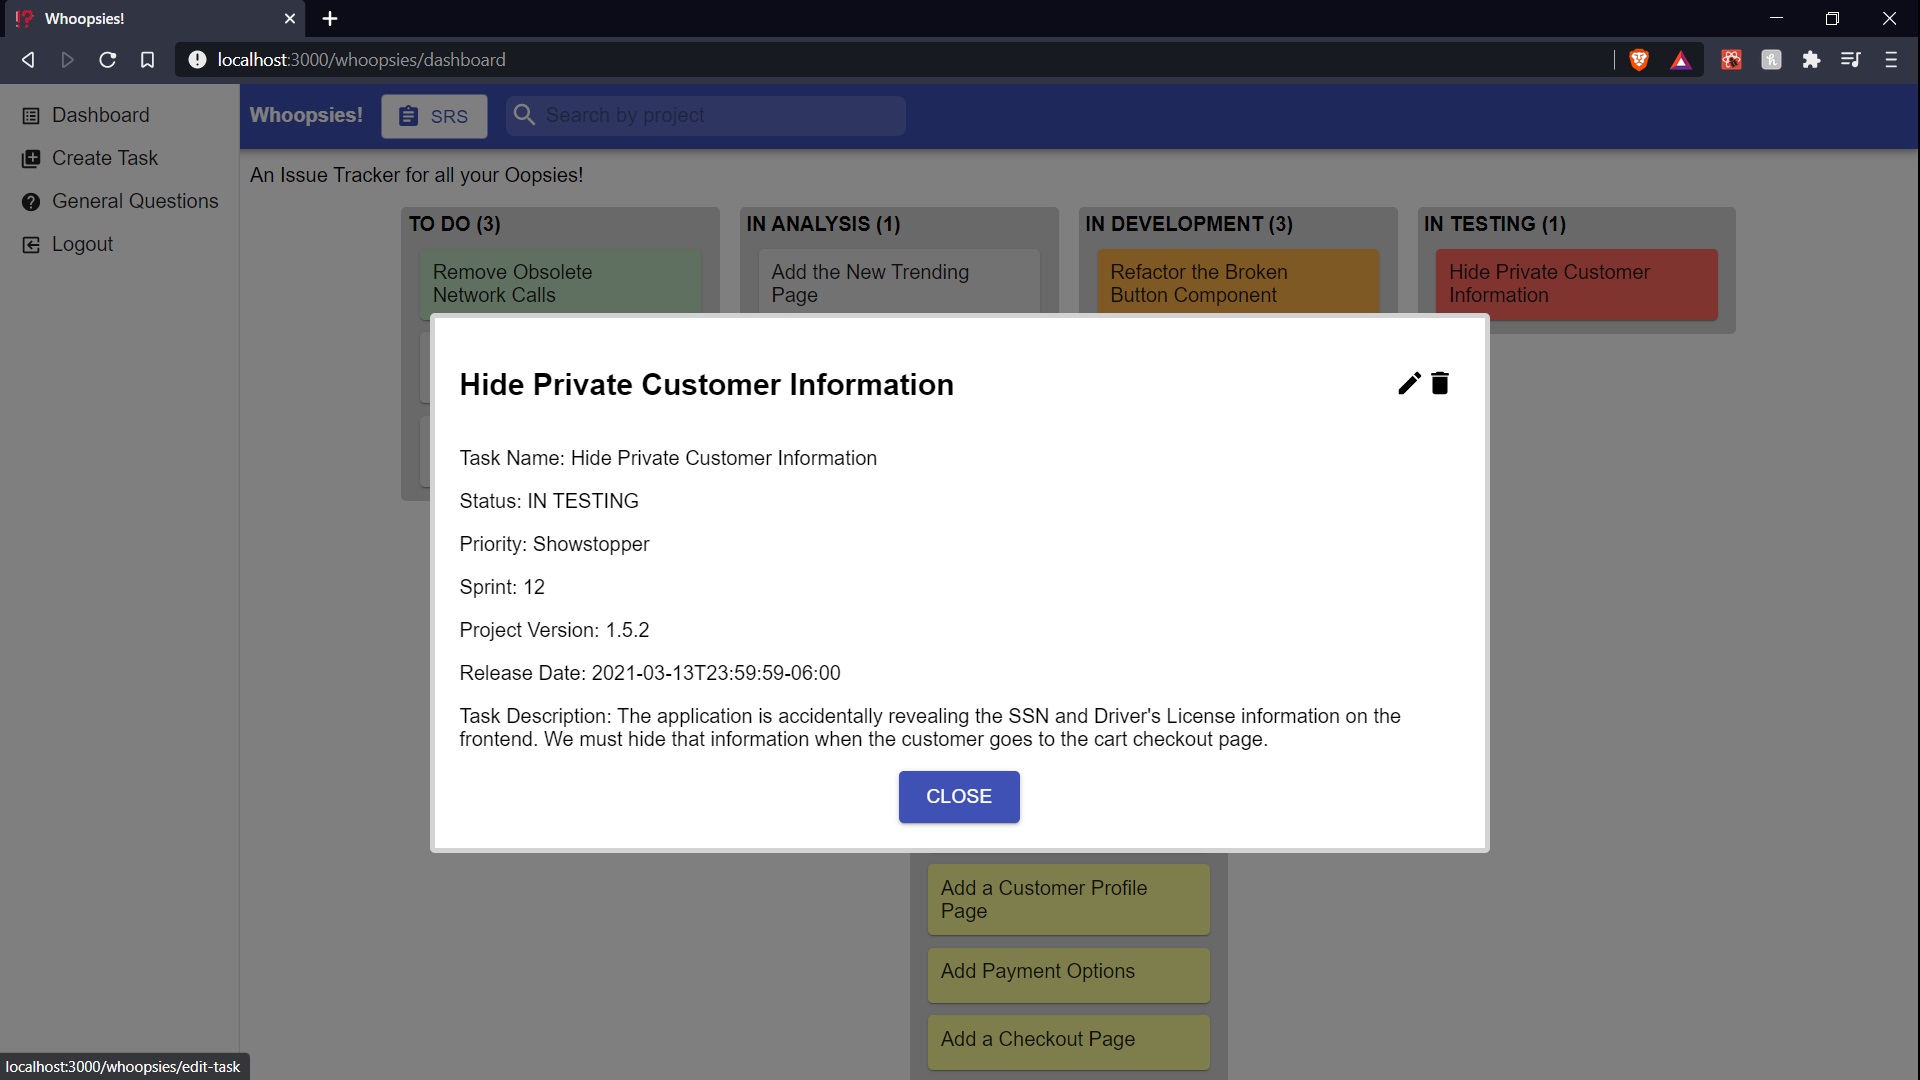 Whoopsies!
localhost:3000/whoopsies/dashboard
Dashboard
Create Task
General Questions
Logout
Whoopsies!
SRS
Search by project
An Issue Tracker for all your Oopsies!
TO DO (3)
Remove Obsolete
Network Calls
IN ANALYSIS (1)
Add the New Trending
Page
IN DEVELOPMENT (3)
Refactor the Broken
Button Component
IN TESTING (1)
Hide Private Customer
Information
Hide Private Customer Information
Task Name: Hide Private Customer Information
Status: IN TESTING
Priority: Showstopper
Sprint: 12
Project Version: 1.5.2
Release Date: 2021-03-13T23:59:59-06:00
Task Description: The application is accidentally revealing the SSN and Driver's License information on the
frontend. We must hide that information when the customer goes to the cart checkout page.
CLOSE
Add a Customer Profile
Page
Add Payment Options
Add a Checkout Page
localhost:3000/whoopsies/edit-task